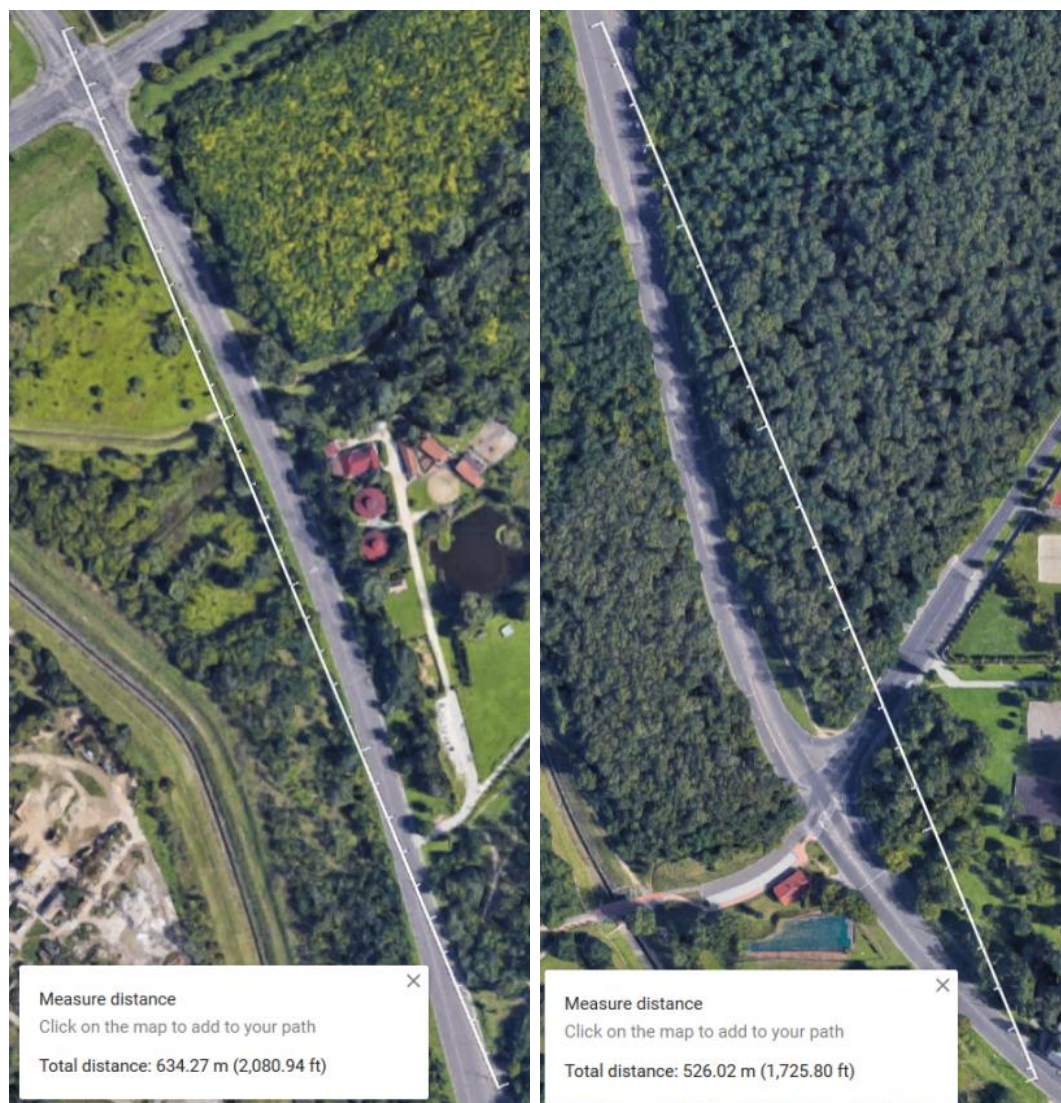 Measure distance
Click on the map to add to your path
Total distance: 634.27 m (2,080.94 ft)
Measure distance
Click on the map to add to your path
Total distance: 526.02 m (1,725.80 ft)